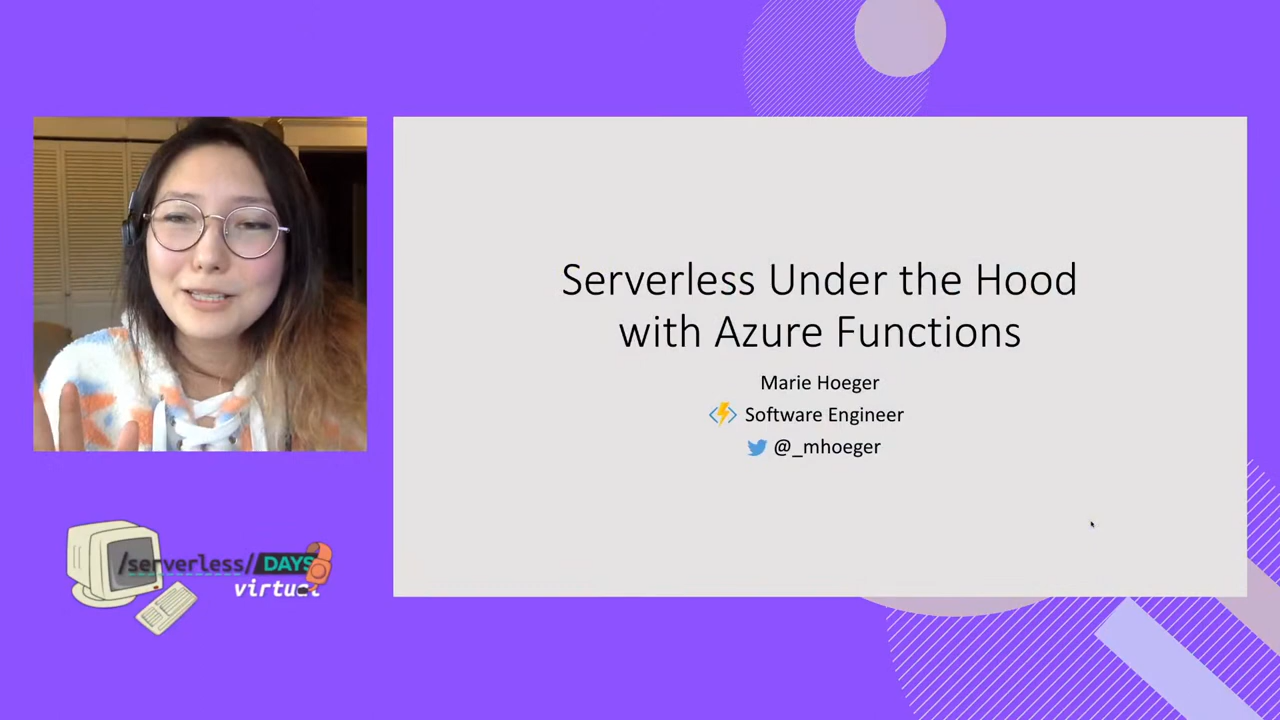 Serverless Under the Hood
with Azure Functions
Marie Hoeger
Software Engineer
@_mhoeger
/serverless/DAYS
virtual